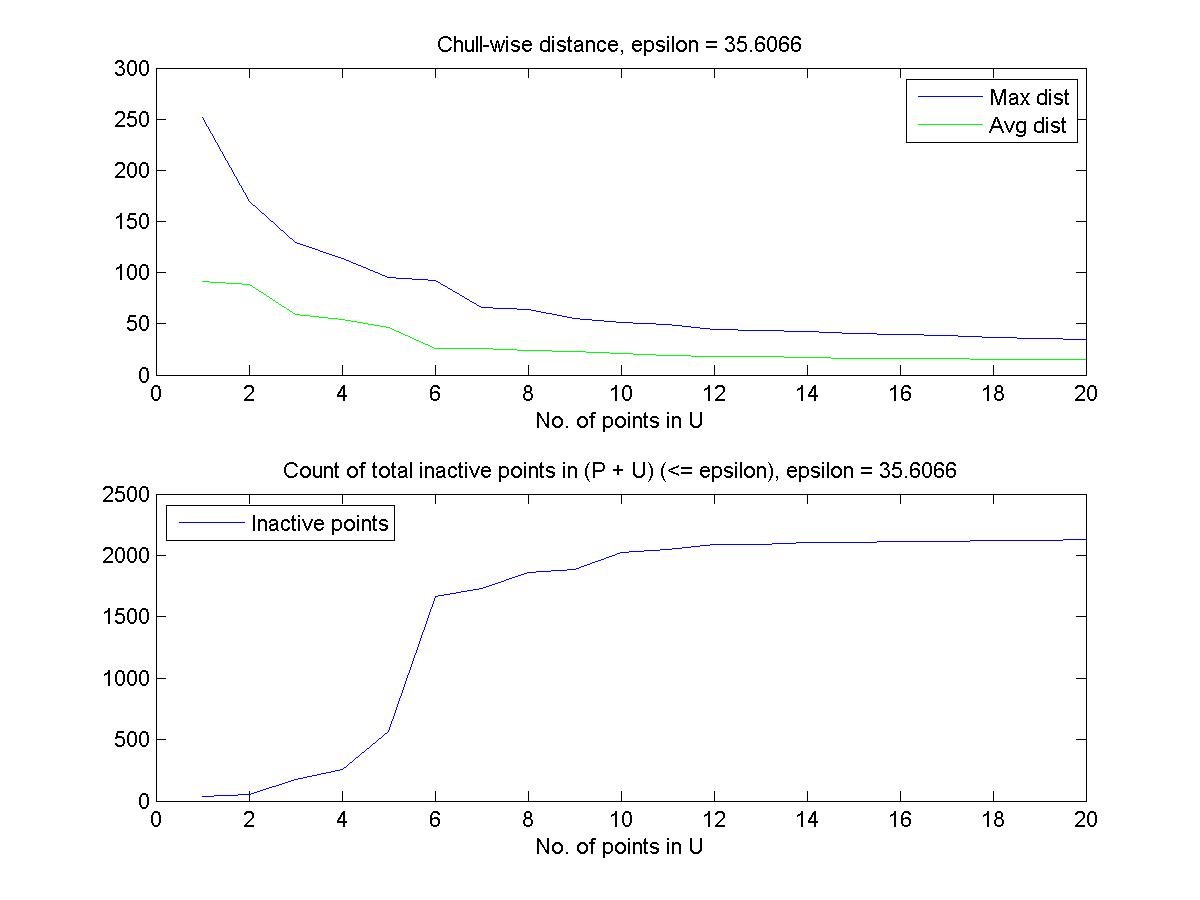 Chull-wise distance, epsilon = 35.6066
300
250
200
150
100
50
0
Max dist
Avg dist
0 2 4 6 8 10 12 14 16 18 20
No. of points in U
Count of total inactive points in (P + U) (<= epsilon), epsilon = 35.6066
2500
2000
1500
1000
500
0
Inactive points
0 2 4 6 8 10 12 14 16 18 20
No. of points in U